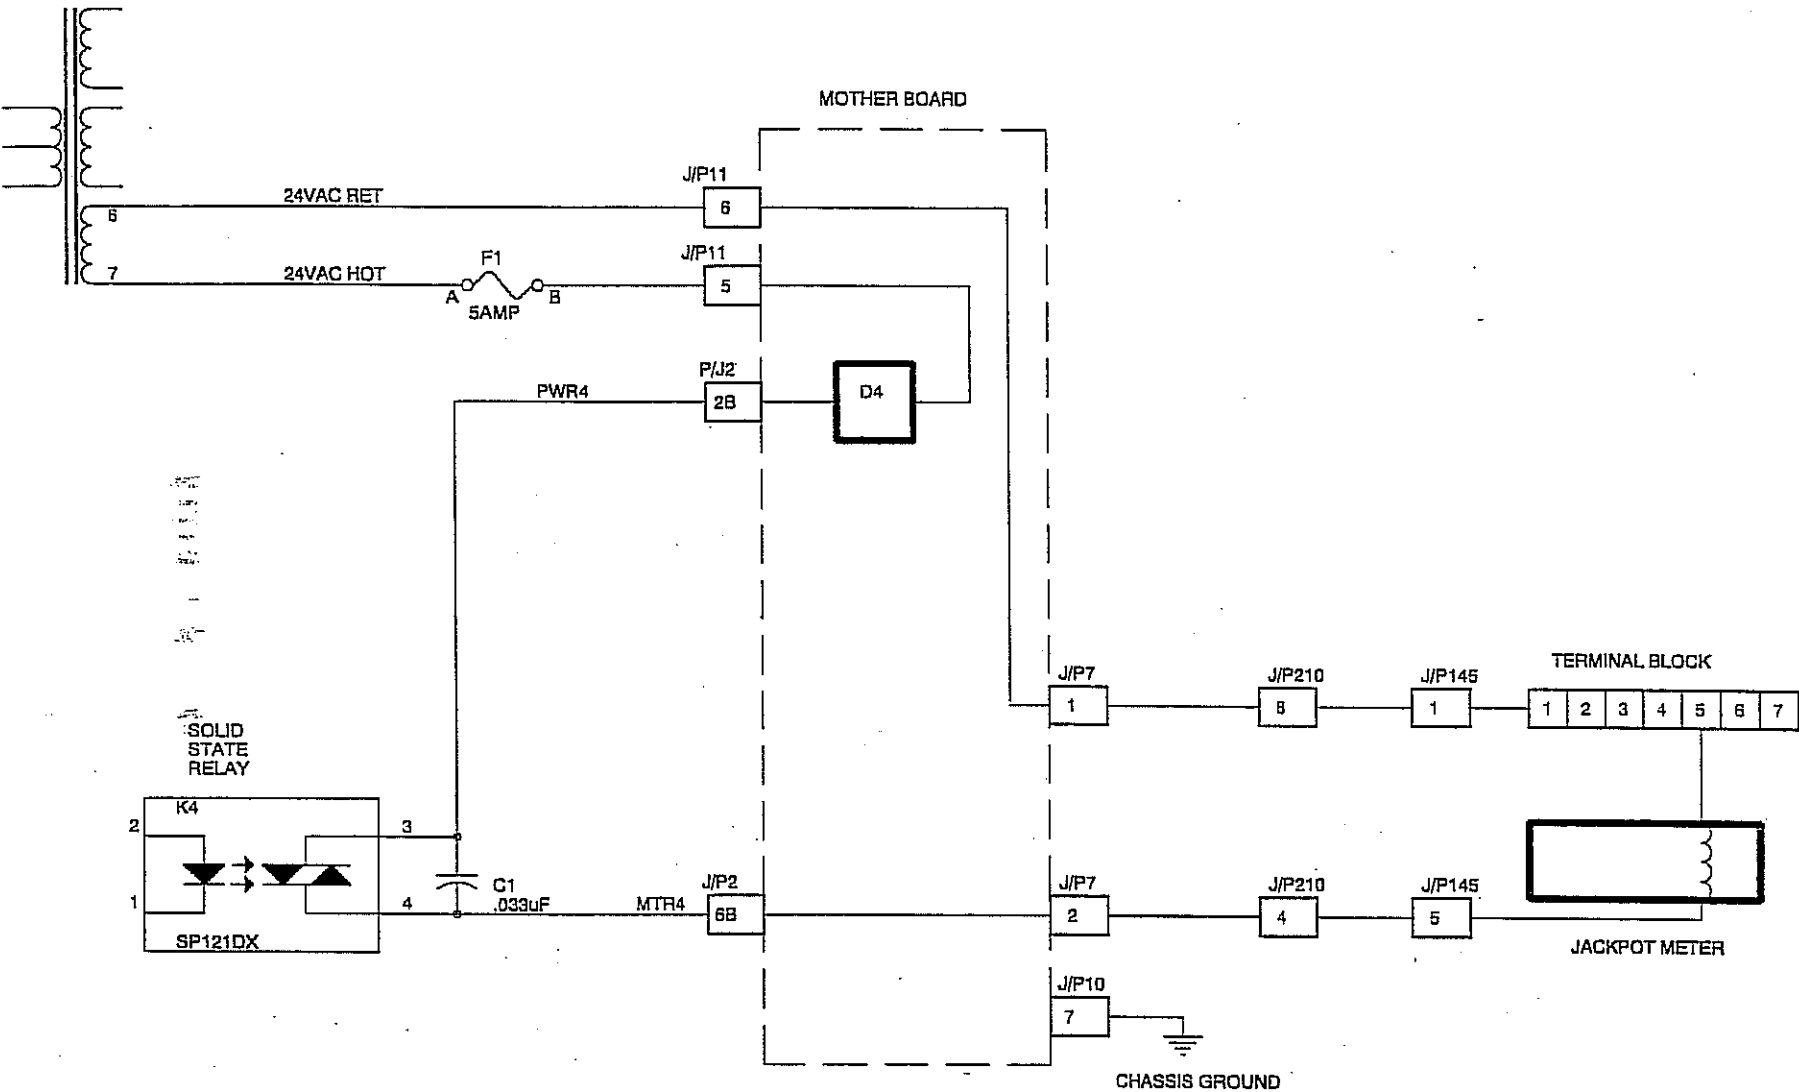 MOTHER BOARD
J/P11
24VAC RET
6
6
J/P11
F1
7
24VAC HOT
A
B
5
5AMP
P/J2
PWR4
2B
D4
TERMINAL BLOCK
J/P7
J/P210
J/P145
1
8
1
1 2 3 4 5 6 7
SOLID
STATE
RELAY
K4
2
3
J/P2
J/P7
J/P210
J/P145
1
4
C1
.033uF
MTR4
6B
2
4
5
SP121DX
JACKPOT METER
J/P10
7
CHASSIS GROUND